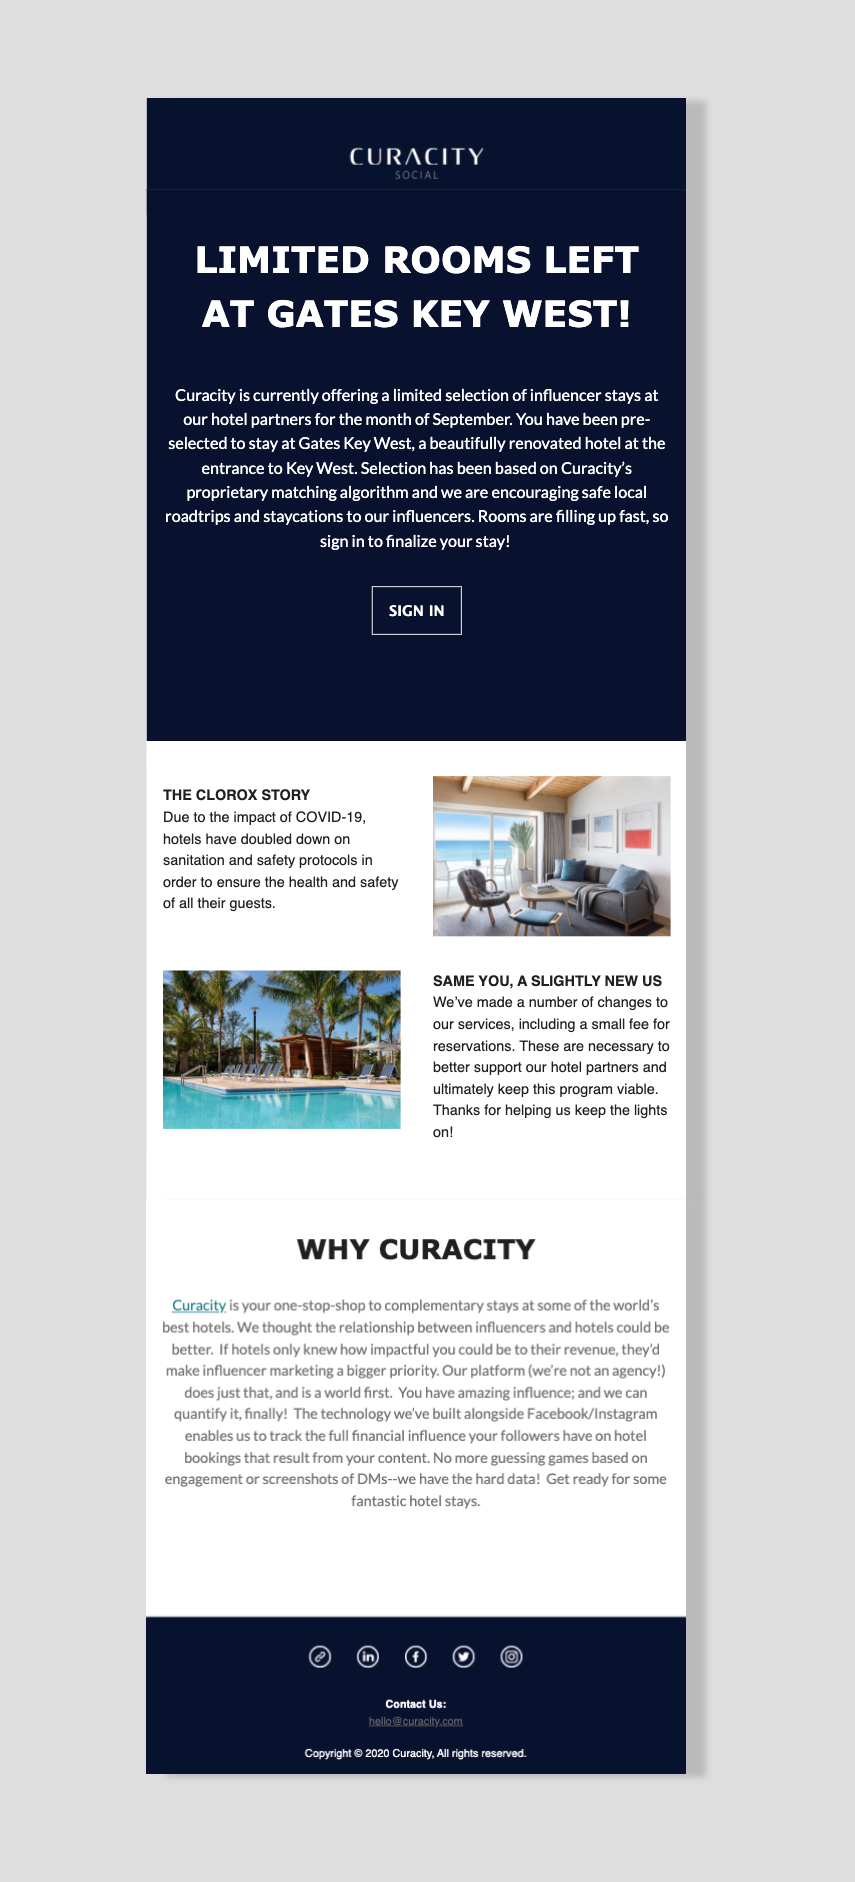 CURACITY
SOCIAL
LIMITED ROOMS LEFT
AT GATES KEY WEST!
Curacity is currently offering a limited selection of influencer stays at
our hotel partners for the month of September. You have been pre-
selected to stay at Gates Key West, a beautifully renovated hotel at the
entrance to Key West. Selection has been based on Curacity's
proprietary matching algorithm and we are encouraging safe local
roadtrips and staycations to our influencers. Rooms are filling up fast, so
sign in to finalize your stay!
SIGN IN
THE CLOROX STORY
Due to the impact of COVID-19,
hotels have doubled down on
sanitation and safety protocols in
order to ensure the health and safety
of all their guests.
SAME YOU, A SLIGHTLY NEW US
We've made a number of changes to
our services, including a small fee for
reservations. These are necessary to
better support our hotel partners and
ultimately keep this program viable.
Thanks for helping us keep the lights
on!
WHY CURACITY
Curacity is your one-stop-shop to complementary stays at some of the world's
best hotels. We thought the relationship between influencers and hotels could be
better.  If hotels only knew how impactful you could be to their revenue, they'd
make influencer marketing a bigger priority. Our platform (we're not an agency!)
does just that, and is a world first.  You have amazing influence; and we can
quantify it, finally!  The technology we've built alongside Facebook/Instagram
enables us to track the full financial influence your followers have on hotel
bookings that result from your content. No more guessing games based on
engagement or screenshots of DMs--we have the hard data!  Get ready for some
fantastic hotel stays.
Contact Us:
hello@curacity.com
Copyright © 2020 Curacity, All rights reserved.